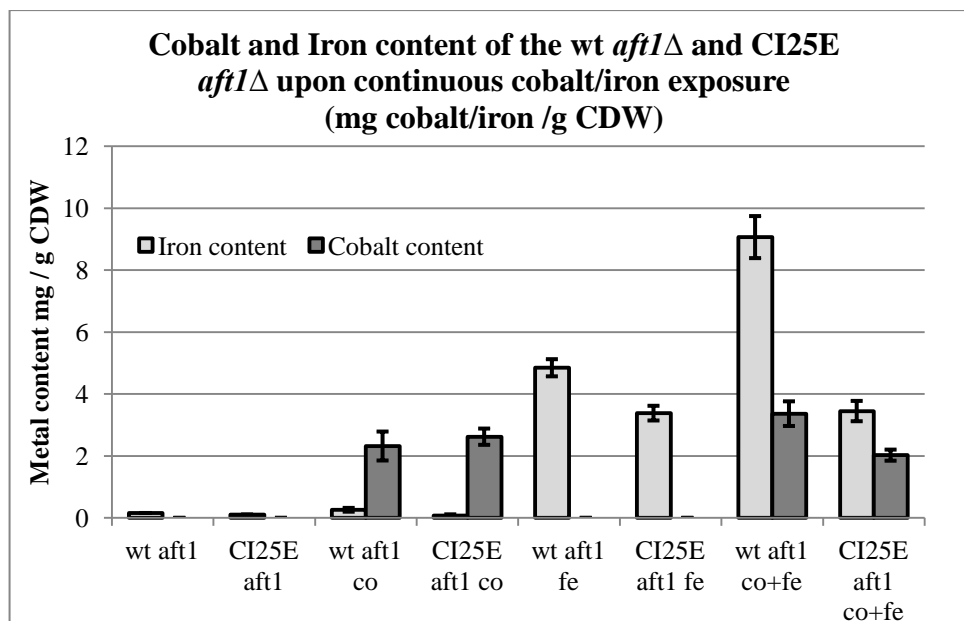 Cobalt and Iron content of the wt aft1Δ and CI25E
aft1Δ upon continuous cobalt/iron exposure
(mg cobalt/iron /g CDW)
Metal content mg / g CDW
12
10
8
6
4
2
0
Iron content
Cobalt content
wt aft1
CI25E
aft1
wt aft1
co
CI25E
aft1 co
wt aft1
fe
CI25E
aft1 fe
wt aft1
co+fe
CI25E
aft1
co+fe